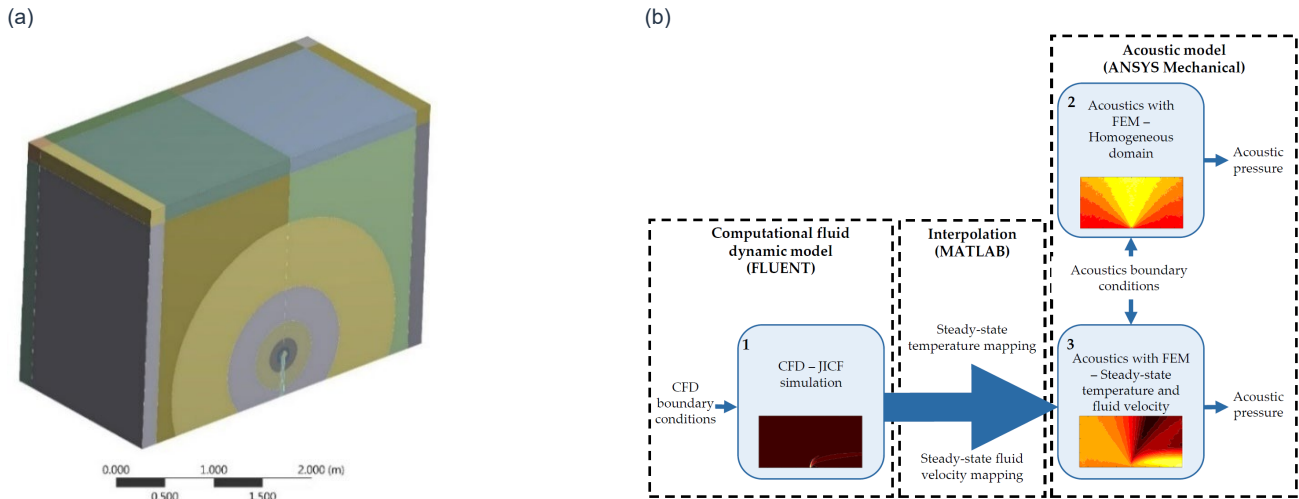 (a)
0.000
1.000
2.000 (m)
0.500
1.500
(b)
Acoustic model
(ANSYS Mechanical)
2
Acoustics with
FEM –
Homogeneous
domain
Acoustic
pressure
Computational fluid
dynamic model
(FLUENT)
Interpolation
(MATLAB)
Acoustics boundary
conditions
1
CFD – JICF
simulation
CFD
boundary
conditions
Steady-state
temperature mapping
Steady-state fluid
velocity mapping
3
Acoustics with FEM
– Steady-state
temperature and
fluid velocity
Acoustic
pressure